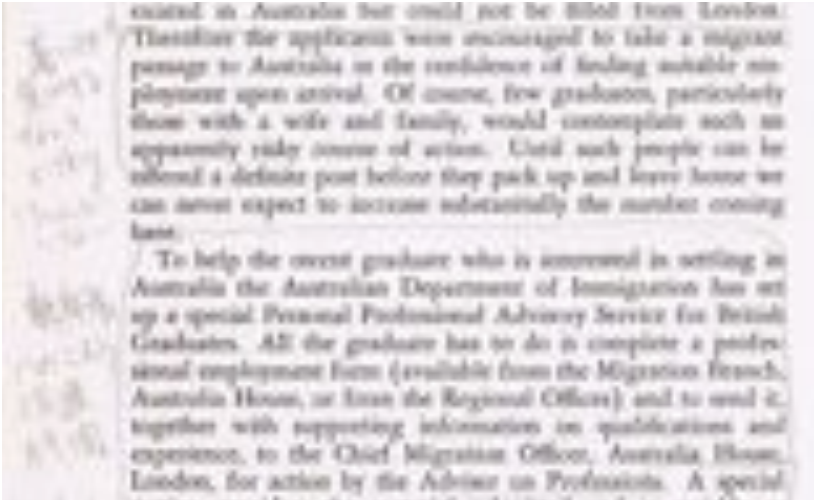 existed in Australia but could not be filled from London.
Therefore the applicants were encouraged to take a migrant
passage to Australia in the confidence of finding suitable em-
ployment upon arrival. Of course, few graduates, particularly
those with a wife and family, would contemplate such an
apparently risky course of action. Until such people can be
offered a definite post before they pack up and leave home we
can never expect to increase substantially the number coming
here.
To help the recent graduate who is interested in settling in
Australia the Australian Department of Immigration has set
up a special Personal Professional Advisory Service for British
Graduates. All the graduate has to do is complete a profes-
sional employment form (available from the Migration Branch,
Australia House, or from the Regional Offices) and to send it,
together with supporting information on qualifications and
experience, to the Chief Migration Officer, Australia House,
London, for action by the Adviser on Professions. A special